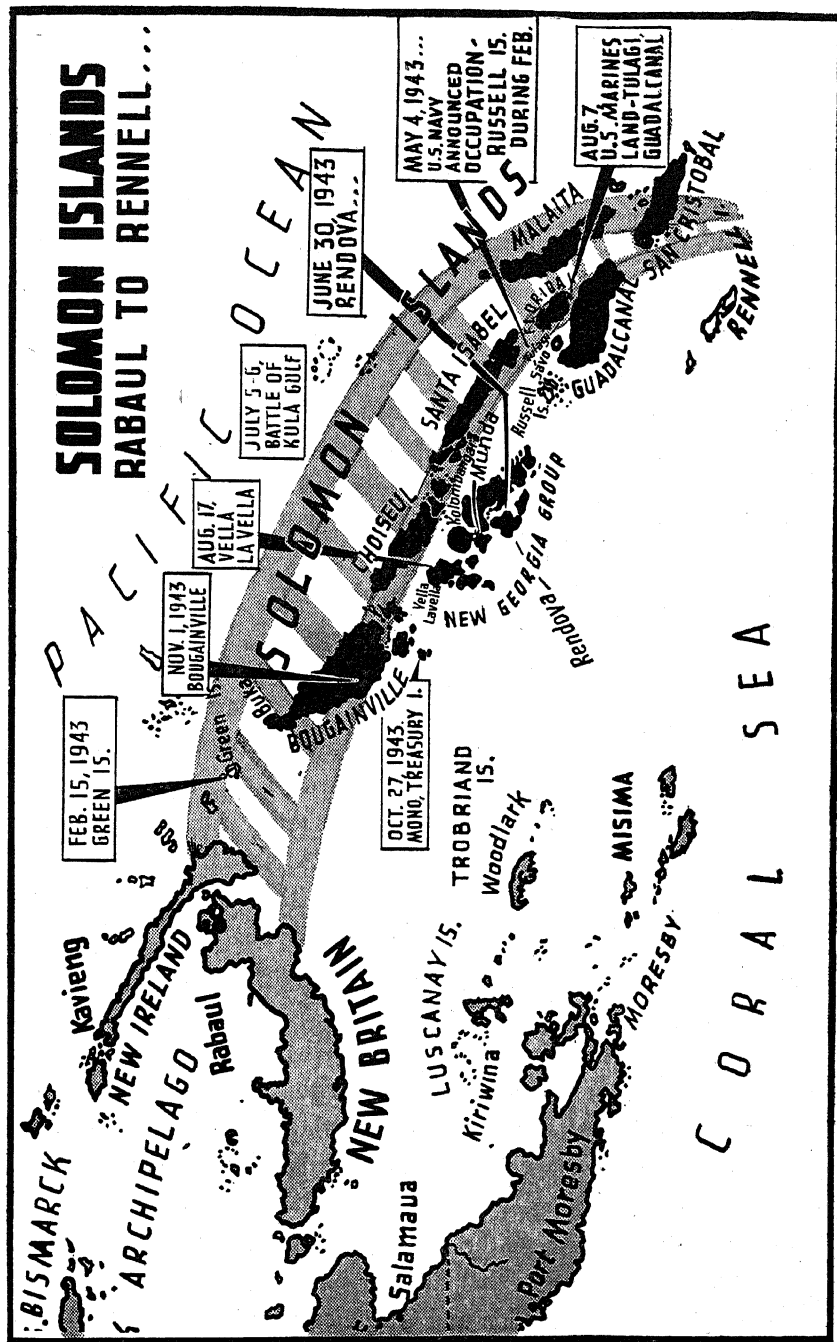 SOLOMON ISLANDS
RABAUL TO RENNELL...
PACIFIC OCEAN
SOLOMON ISLANDS
FEB. 15, 1943
GREEN IS.
NOV. 1, 1943
BOUGAINVILLE
AUG. 17,
VELLA
LAVELLA
JULY 5-6,
BATTLE OF
KULA GULF
JUNE 30, 1943
RENDOVA...
MAY 4, 1943...
U.S. NAVY
ANNOUNCED
OCCUPATION-
RUSSELL IS.
DURING FEB.
AUG. 7,
U.S. MARINES
LAND-TULAGI,
GUADALCANAL
OCT. 27, 1943
MONO, TREASURY I.
BISMARCK
ARCHIPELAGO
Kavieng
NEW IRELAND
Rabaul
NEW BRITAIN
Green Is.
Buka
BOUGAINVILLE
CHOISEUL
Vella
Lavella
Kolombangara
Munda
NEW GEORGIA GROUP
Rendova
SANTA ISABEL
Russell
Is.
Savo
FLORIDA
MALAITA
GUADALCANAL
SAN CRISTOBAL
RENNELL
Salamaua
Port Moresby
LUSCANAY IS.
Kiriwina
TROBRIAND
IS.
Woodlark
MISIMA
MORESBY
CORAL SEA